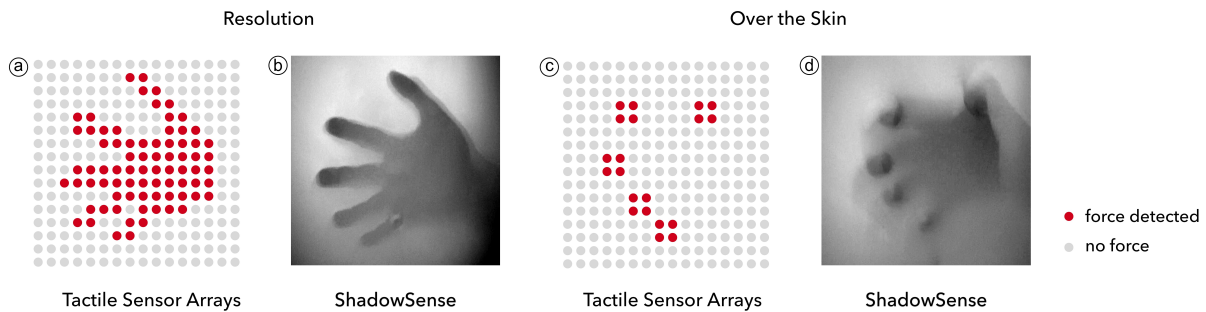 Resolution
Over the Skin
a
b
c
d
force detected
no force
Tactile Sensor Arrays
ShadowSense
Tactile Sensor Arrays
ShadowSense